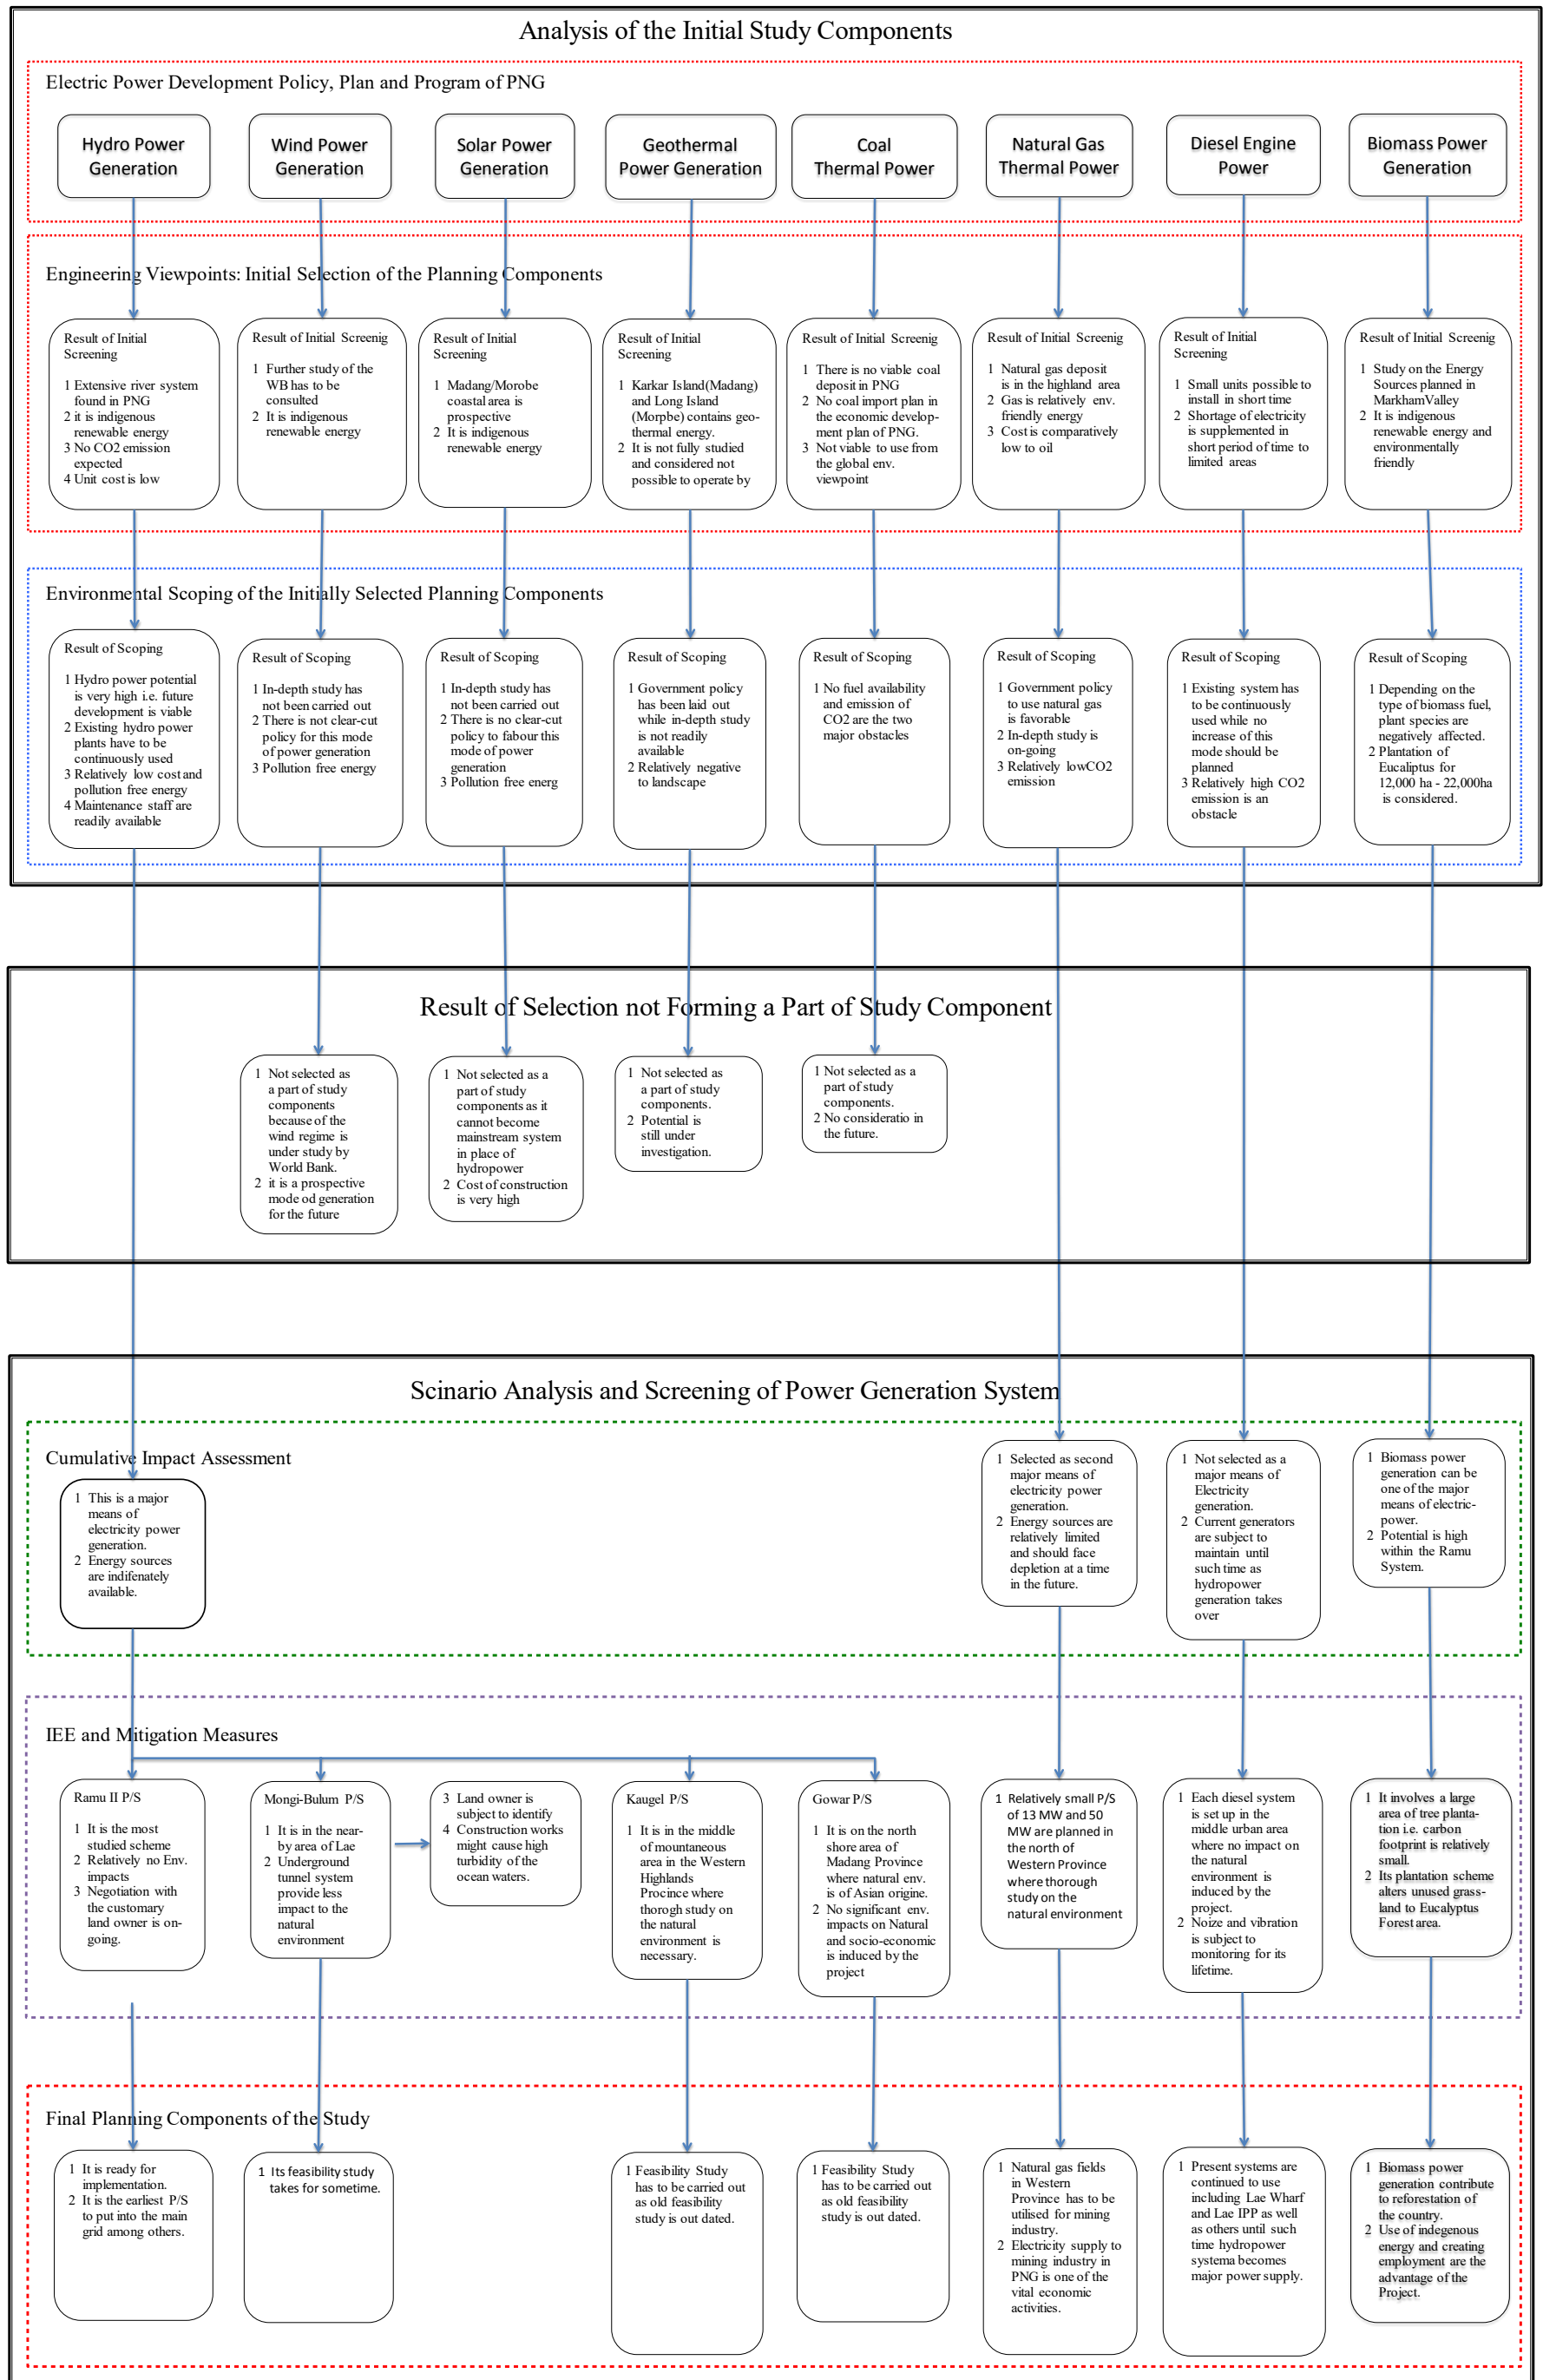 Analysis of the Initial Study Components
Electric Power Development Policy, Plan and Program of PNG
Hydro Power
Generation
Wind Power
Generation
Solar Power
Generation
Geothermal
Power Generation
Coal
Thermal Power
Natural Gas
Thermal Power
Diesel Engine
Power
Biomass Power
Generation
Engineering Viewpoints: Initial Selection of the Planning Components
Result of Initial
Screening
1 Extensive river system
found in PNG
2 it is indigenous
renewable energy
3 No CO2 emission
expected
4 Unit cost is low
Result of Initial Screenig
1 Further study of the
WB has to be
consulted
2 It is indigenous
renewable energy
Result of Initial
Screening
1 Madang/Morobe
coastal area is
prospective
2 It is indigenous
renewable energy
Result of Initial
Screening
1 Karkar Island(Madang)
and Long Island
(Morpbe) contains geo-
thermal energy.
2 It is not fully studied
and considered not
possible to operate by
Result of Initial Screenig
1 There is no viable coal
deposit in PNG
2 No coal import plan in
the economic develop-
ment plan of PNG.
3 Not viable to use from
the global env.
viewpoint
Result of Initial Screenig
1 Natural gas deposit
is in the highland area
2 Gas is relatively env.
friendly energy
3 Cost is comparatively
low to oil
Result of Initial
Screening
1 Small units possible to
install in short time
2 Shortage of electricity
is supplemented in
short period of time to
limited areas
Result of Initial Screenig
1 Study on the Energy
Sources planned in
MarkhamValley
2 It is indigenous
renewable energy and
environmentally
friendly
Environmental Scoping of the Initially Selected Planning Components
Result of Scoping
1 Hydro power potential
is very high i.e. future
development is viable
2 Existing hydro power
plants have to be
continuously used
3 Relatively low cost and
pollution free energy
4 Maintenance staff are
readily available
Result of Scoping
1 In-depth study has
not been carried out
2 There is not clear-cut
policy for this mode
of power generation
3 Pollution free energy
Result of Scoping
1 In-depth study has
not been carried out
2 There is no clear-cut
policy to fabour this
mode of power
generation
3 Pollution free energ
Result of Scoping
1 Government policy
has been laid out
while in-depth study
is not readily
available
2 Relatively negative
to landscape
Result of Scoping
1 No fuel availability
and emission of
CO2 are the two
major obstacles
Result of Scoping
1 Government policy
to use natural gas
is favorable
2 In-depth study is
on-going
3 Relatively lowCO2
emission
Result of Scoping
1 Existing system has
to be continuously
used while no
increase of this
mode should be
planned
3 Relatively high CO2
emission is an
obstacle
Result of Scoping
1 Depending on the
type of biomass fuel,
plant species are
negatively affected.
2 Plantation of
Eucaliptus for
12,000 ha - 22,000ha
is considered.
Result of Selection not Forming a Part of Study Component
1 Not selected as
a part of study
components
because of the
wind regime is
under study by
World Bank.
2 it is a prospective
mode od generation
for the future
1 Not selected as a
part of study
components as it
cannot become
mainstream system
in place of
hydropower
2 Cost of construction
is very high
1 Not selected as
a part of study
components.
2 Potential is
still under
investigation.
1 Not selected as a
part of study
components.
2 No consideratio in
the future.
Scinario Analysis and Screening of Power Generation System
Cumulative Impact Assessment
1 This is a major
means of
electricity power
generation.
2 Energy sources
are indifenately
available.
1 Selected as second
major means of
electricity power
generation.
2 Energy sources are
relatively limited
and should face
depletion at a time
in the future.
1 Not selected as a
major means of
Electricity
generation.
2 Current generators
are subject to
maintain until
such time as
hydropower
generation takes
over
1 Biomass power
generation can be
one of the major
means of electric-
power.
2 Potential is high
within the Ramu
System.
IEE and Mitigation Measures
Ramu II P/S
1 It is the most
studied scheme
2 Relatively no Env.
impacts
3 Negotiation with
the customary
land owner is on-
going.
Mongi-Bulum P/S
1 It is in the near-
by area of Lae
2 Underground
tunnel system
provide less
impact to the
natural
environment
3 Land owner is
subject to identify
4 Construction works
might cause high
turbidity of the
ocean waters.
Kaugel P/S
1 It is in the middle
of mountaneous
area in the Western
Highlands
Procince where
thorogh study on
the natural
environment is
necessary.
Gowar P/S
1 It is on the north
shore area of
Madang Province
where natural env.
is of Asian origine.
2 No significant env.
impacts on Natural
and socio-economic
is induced by the
project
1 Relatively small P/S
of 13 MW and 50
MW are planned in
the north of
Western Province
where thorough
study on the
natural environment
1 Each diesel system
is set up in the
middle urban area
where no impact on
the natural
environment is
induced by the
project.
2 Noize and vibration
is subject to
monitoring for its
lifetime.
1 It involves a large
area of tree planta-
tion i.e. carbon
footprint is relatively
small.
2 Its plantation scheme
alters unused grass-
land to Eucalyptus
Forest area.
Final Planning Components of the Study
1 It is ready for
implementation.
2 It is the earliest P/S
to put into the main
grid among others.
1 Its feasibility study
takes for sometime.
1 Feasibility Study
has to be carried out
as old feasibility
study is out dated.
1 Feasibility Study
has to be carried out
as old feasibility
study is out dated.
1 Natural gas fields
in Western
Province has to be
utilised for mining
industry.
2 Electricity supply to
mining industry in
PNG is one of the
vital economic
activities.
1 Present systems are
continued to use
including Lae Wharf
and Lae IPP as well
as others until such
time hydropower
systema becomes
major power supply.
1 Biomass power
generation contribute
to reforestation of
the country.
2 Use of indegenous
energy and creating
employment are the
advantage of the
Project.